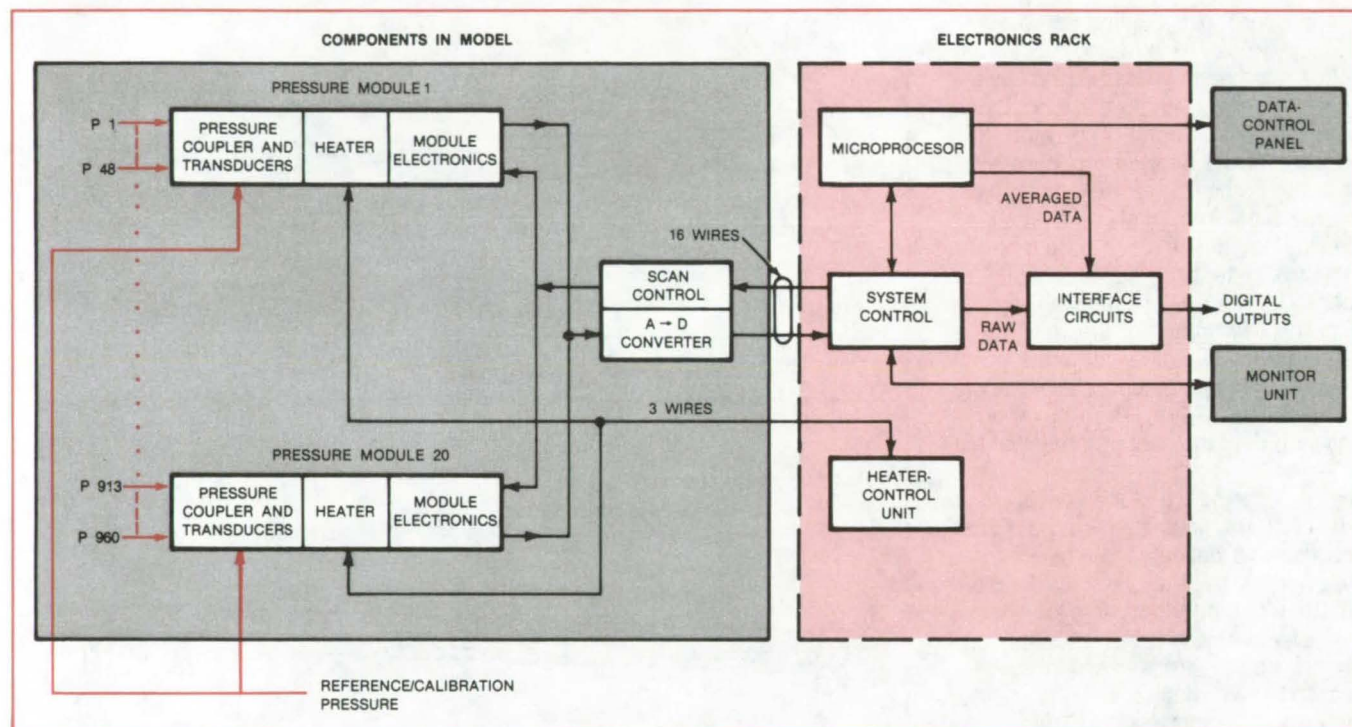 COMPONENTS IN MODEL
ELECTRONICS RACK
PRESSURE MODULE 1
P 1
P 48
PRESSURE
COUPLER AND
TRANSDUCERS
HEATER
MODULE
ELECTRONICS
MICROPROCESOR
DATA-
CONTROL
PANEL
AVERAGED
DATA
16 WIRES
SCAN
CONTROL
A → D
CONVERTER
SYSTEM
CONTROL
RAW
DATA
INTERFACE
CIRCUITS
DIGITAL
OUTPUTS
MONITOR
UNIT
3 WIRES
PRESSURE MODULE 20
P 913
P 960
PRESSURE
COUPLER AND
TRANSDUCERS
HEATER
MODULE
ELECTRONICS
HEATER-
CONTROL
UNIT
REFERENCE/CALIBRATION
PRESSURE